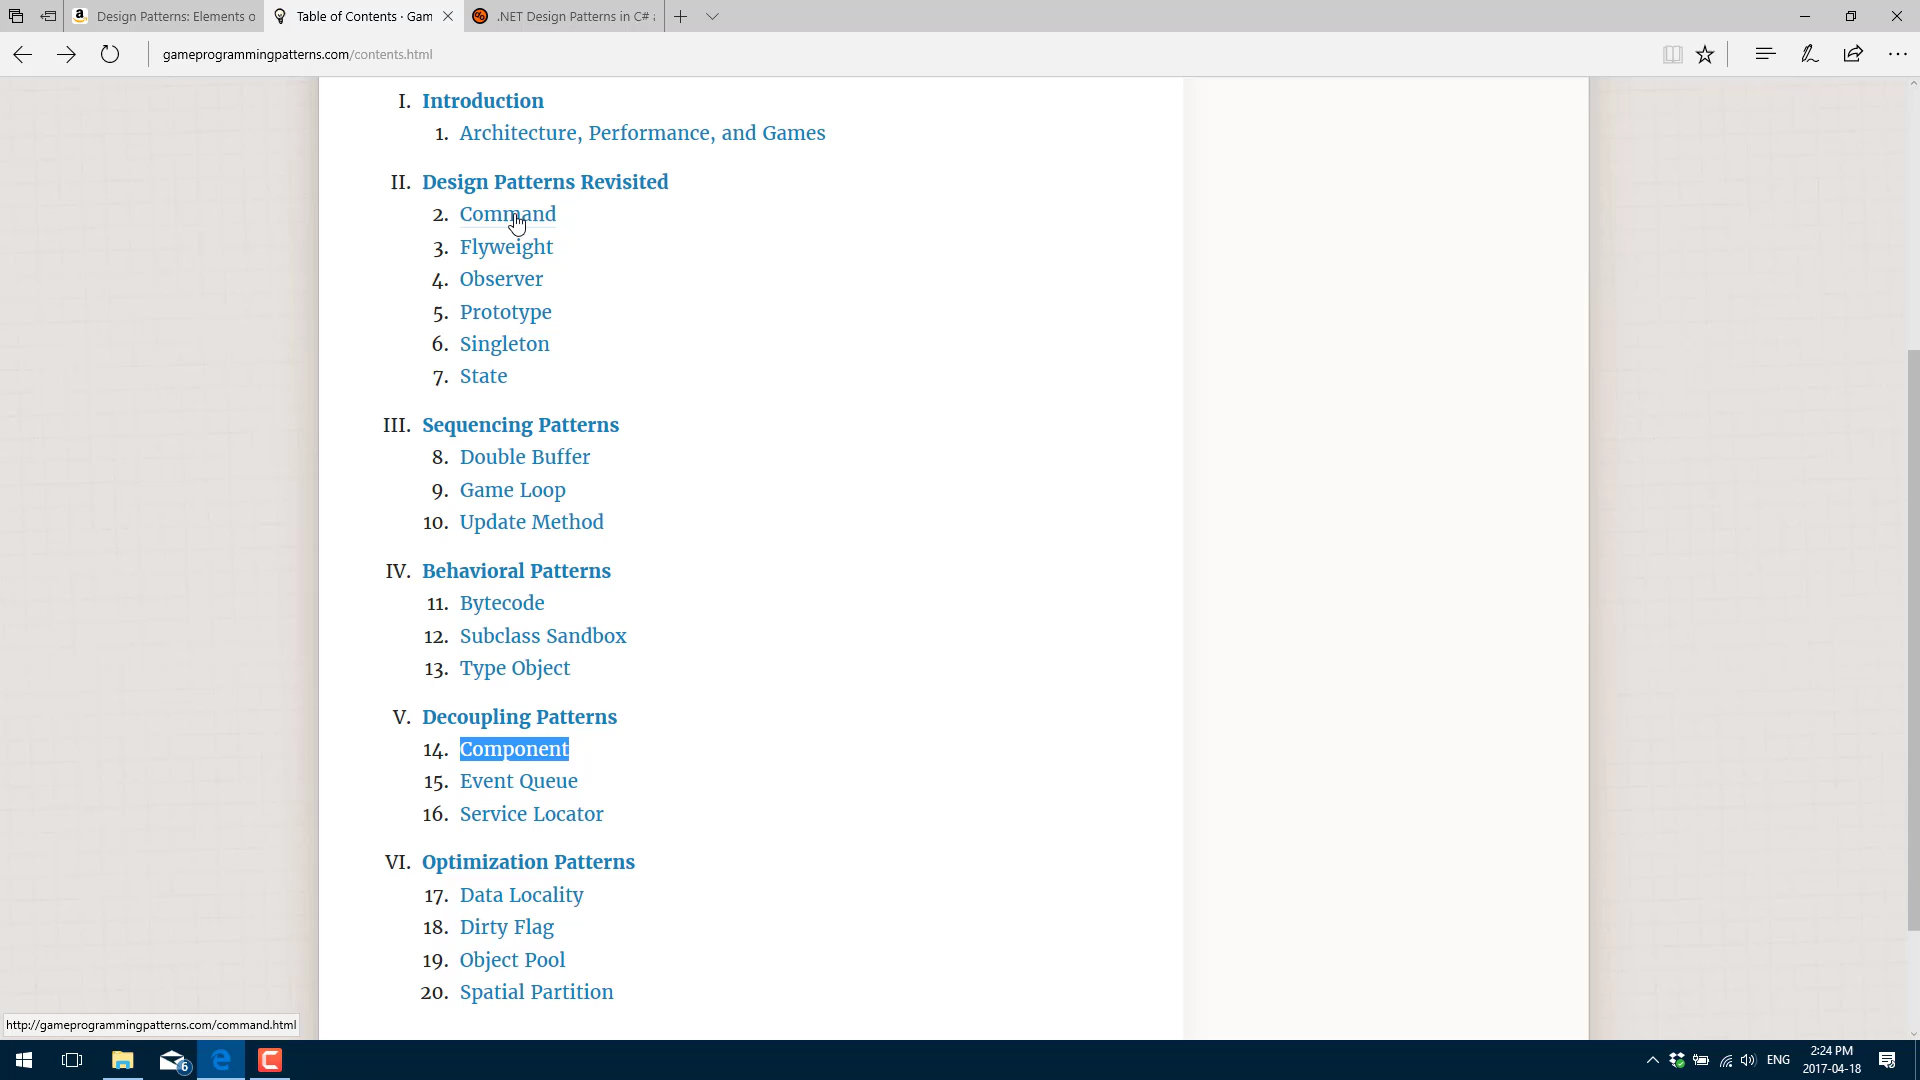 Design Patterns: Elements o
Table of Contents · Gam
.NET Design Patterns in C# a
gameprogrammingpatterns.com/contents.html
I. Introduction
1. Architecture, Performance, and Games
II. Design Patterns Revisited
2. Command
3. Flyweight
4. Observer
5. Prototype
6. Singleton
7. State
III. Sequencing Patterns
8. Double Buffer
9. Game Loop
10. Update Method
IV. Behavioral Patterns
11. Bytecode
12. Subclass Sandbox
13. Type Object
V. Decoupling Patterns
14. Component
15. Event Queue
16. Service Locator
VI. Optimization Patterns
17. Data Locality
18. Dirty Flag
19. Object Pool
20. Spatial Partition
http://gameprogrammingpatterns.com/command.html
6
ENG
2:24 PM
2017-04-18